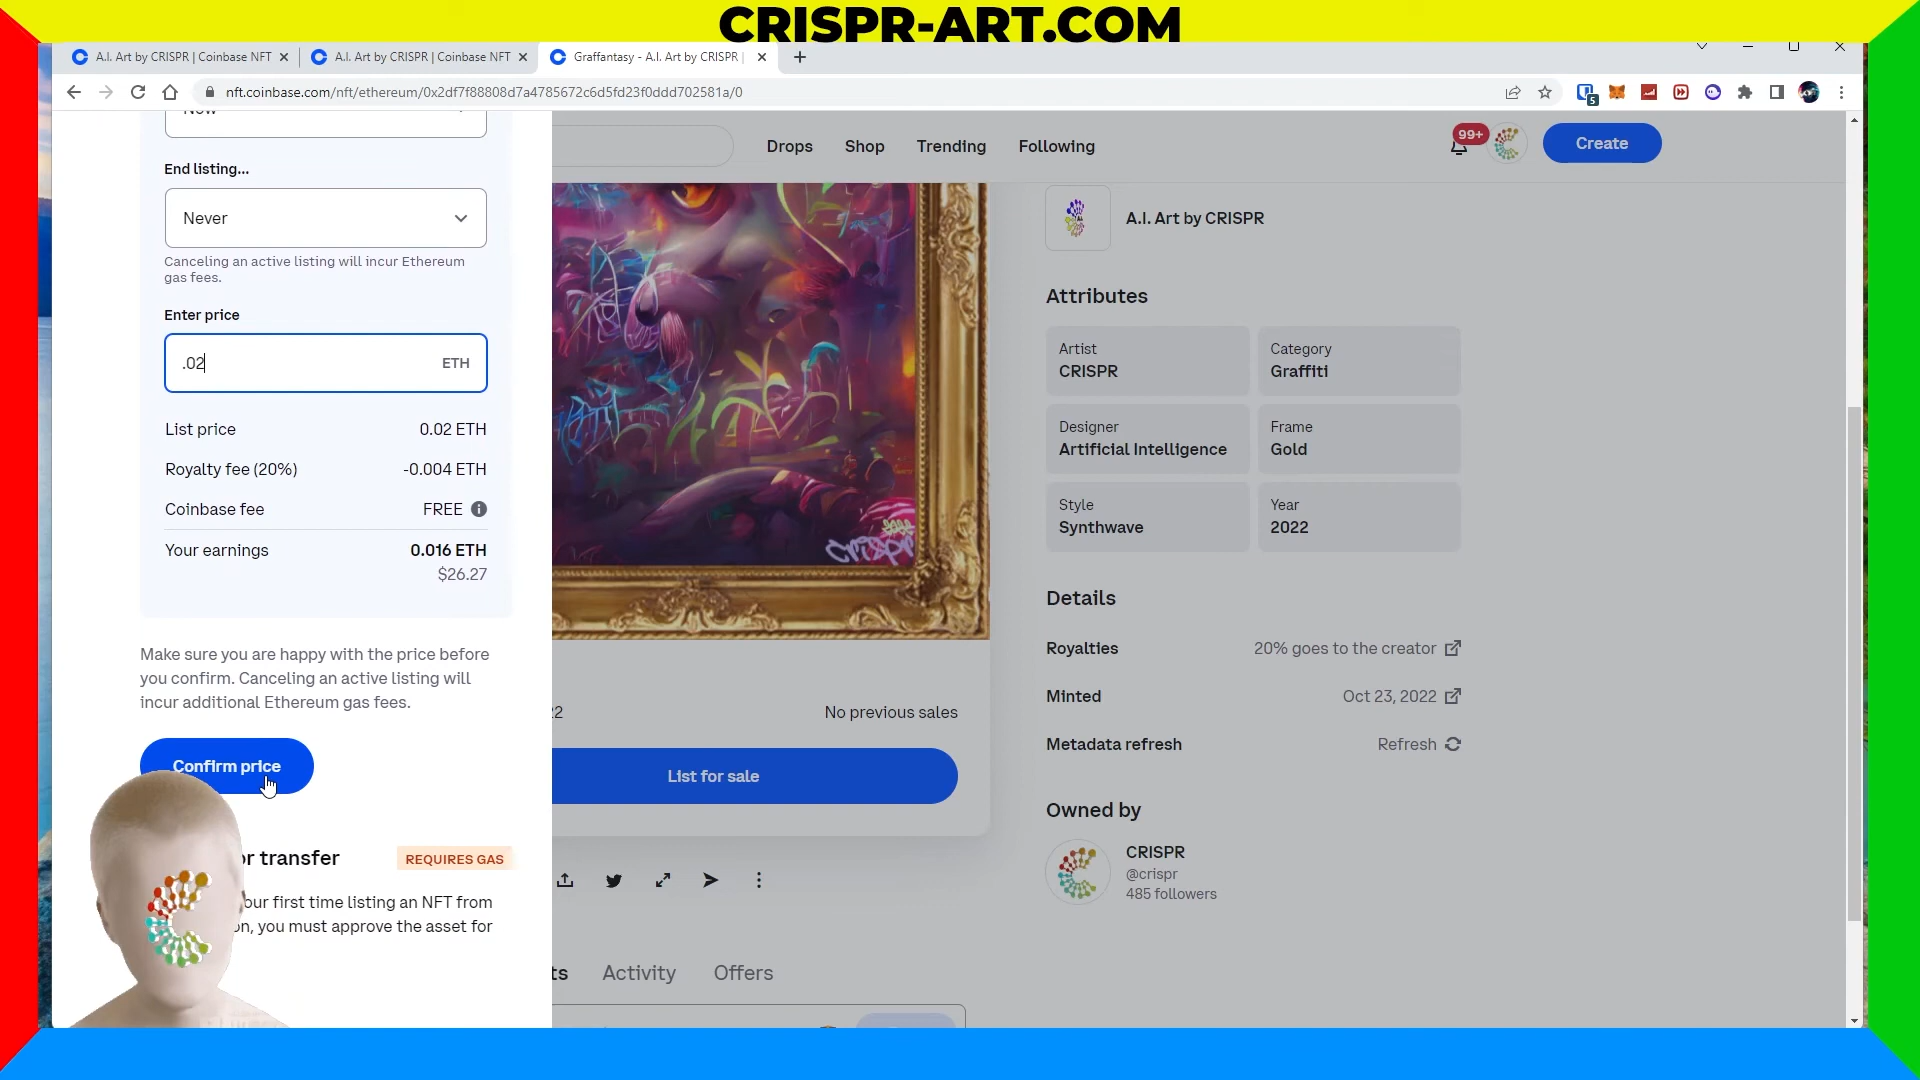 CRISPR-ART.COM
A.I. Art by CRISPR | Coinbase NFT
A.I. Art by CRISPR | Coinbase NFT
Graffantasy - A.I. Art by CRISPR |
nft.coinbase.com/nft/ethereum/0x2df7f88808d7a4785672c6d5fd23f0ddd702581a/0
5
Drops
Shop
Trending
Following
99+
Create
End listing...
Never
Canceling an active listing will incur Ethereum
gas fees.
Enter price
.02
ETH
List price
0.02 ETH
Royalty fee (20%)
-0.004 ETH
Coinbase fee
FREE
Your earnings
0.016 ETH
$26.27
Make sure you are happy with the price before
you confirm. Canceling an active listing will
incur additional Ethereum gas fees.
Confirm price
or transfer
REQUIRES GAS
our first time listing an NFT from
on, you must approve the asset for
crispr
No previous sales
List for sale
Activity
Offers
A.I. Art by CRISPR
Attributes
Artist
CRISPR
Category
Graffiti
Designer
Artificial Intelligence
Frame
Gold
Style
Synthwave
Year
2022
Details
Royalties
20% goes to the creator
Minted
Oct 23, 2022
Metadata refresh
Refresh
Owned by
CRISPR
@crispr
485 followers